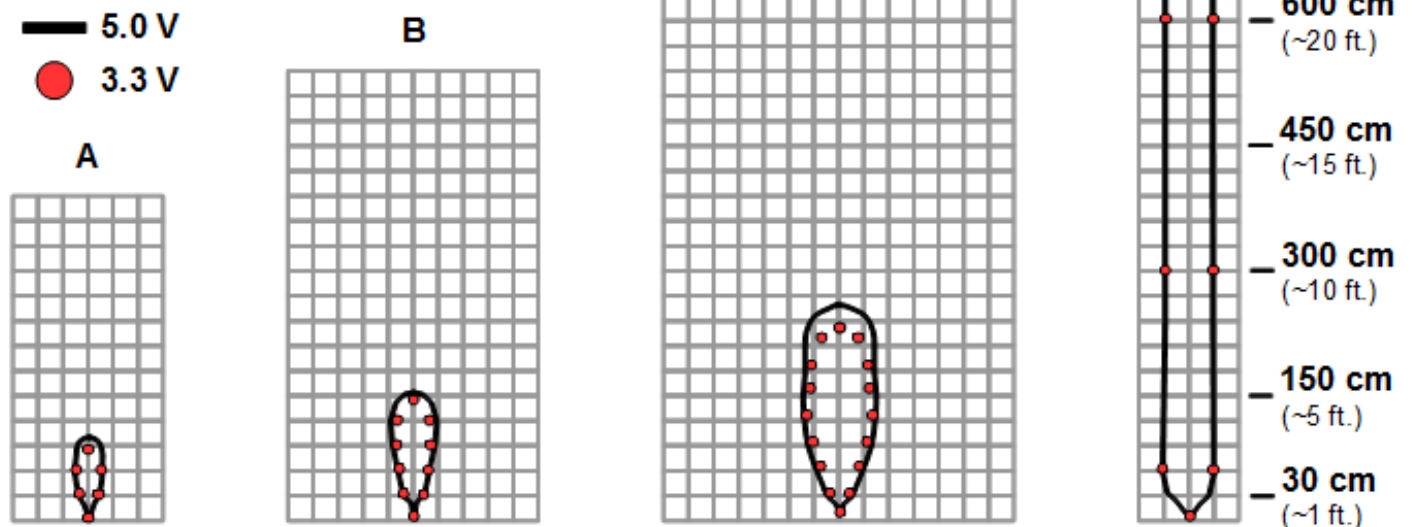 5.0 V
3.3 V
A
B
600 cm
(~20 ft.)
450 cm
(~15 ft.)
300 cm
(~10 ft.)
150 cm
(~5 ft.)
30 cm
(~1 ft.)